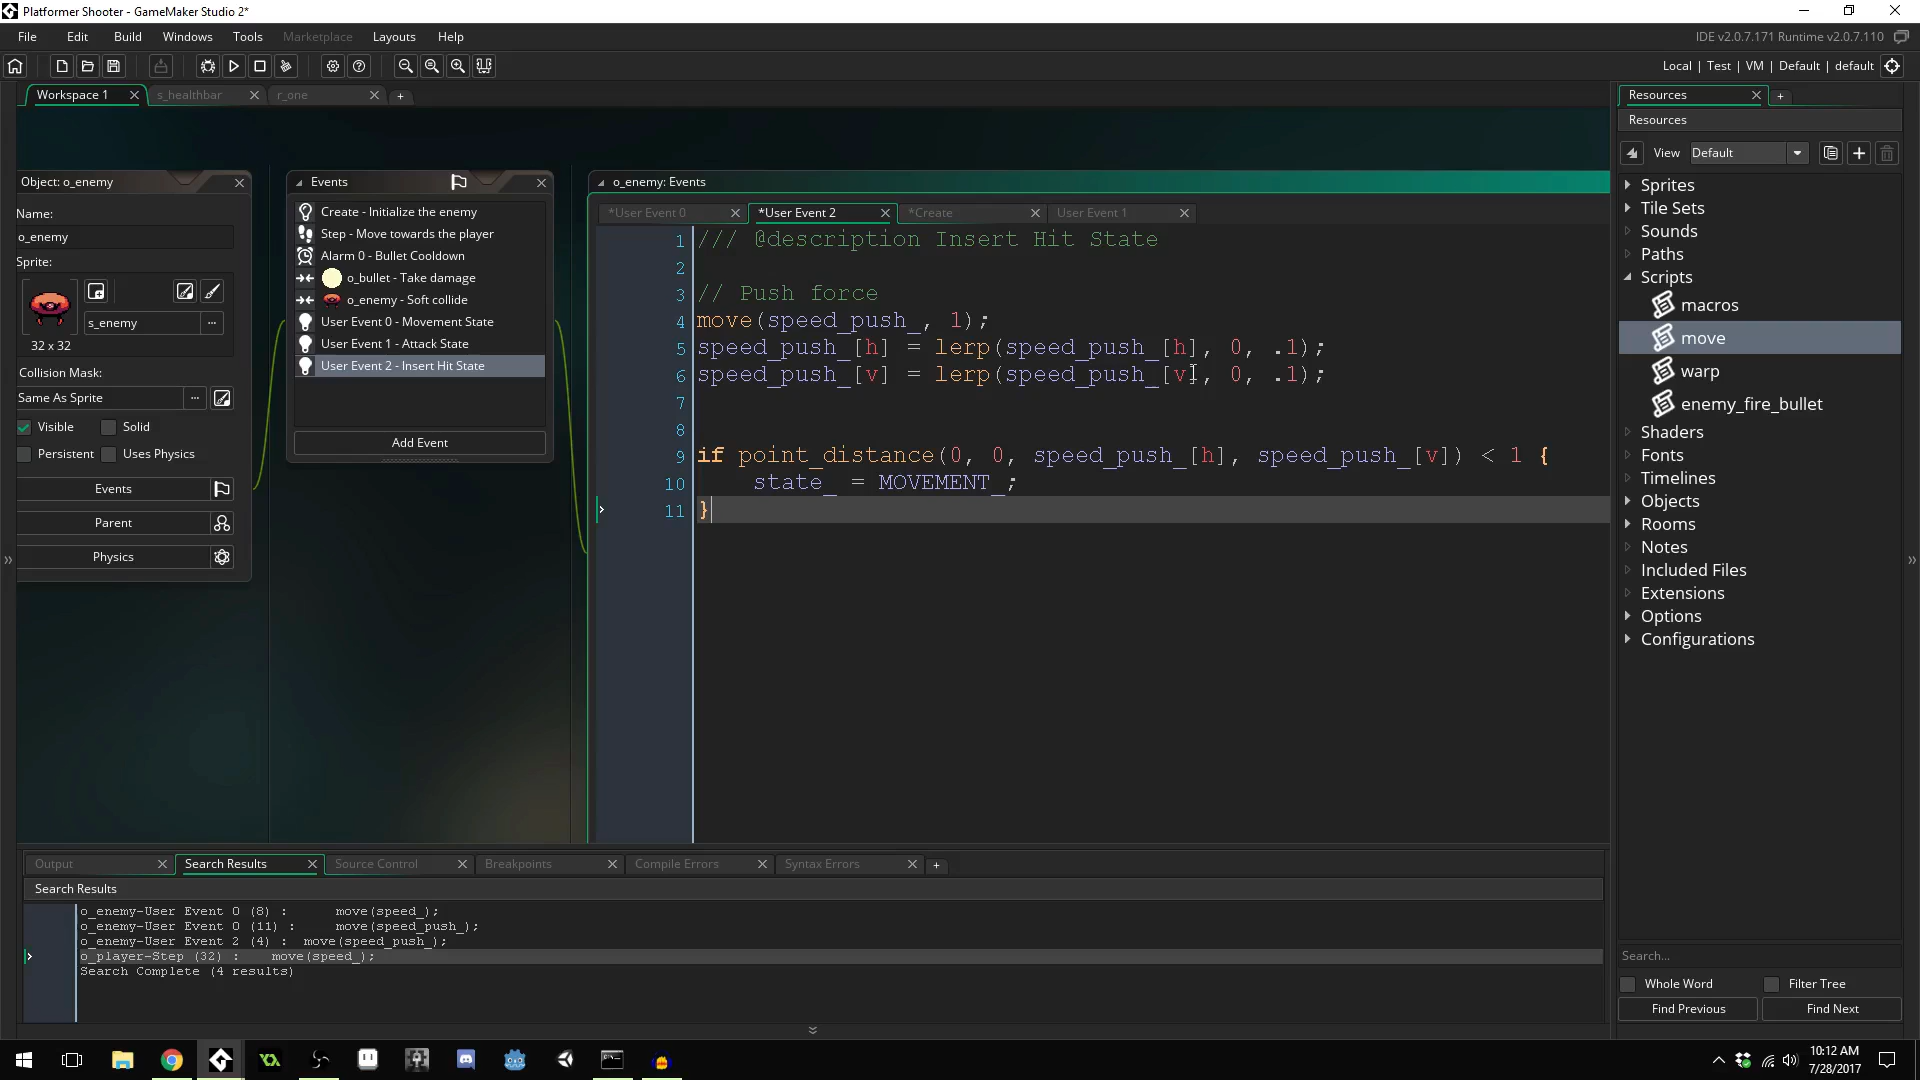 Platformer Shooter - GameMaker Studio 2*
File Edit Build Windows Tools Marketplace Layouts Help
IDE v2.0.7.171 Runtime v2.0.7.110
Local | Test | VM | Default | default
Workspace 1
s_healthbar
r_one
Object: o_enemy
Name:
o_enemy
Sprite:
s_enemy
...
32 x 32
Collision Mask:
Same As Sprite
...
Visible
Solid
Persistent
Uses Physics
Events
Parent
Physics
Events
Create - Initialize the enemy
Step - Move towards the player
Alarm 0 - Bullet Cooldown
o_bullet - Take damage
o_enemy - Soft collide
User Event 0 - Movement State
User Event 1 - Attack State
User Event 2 - Insert Hit State
Add Event
o_enemy: Events
*User Event 0
*User Event 2
*Create
User Event 1
1 /// @description Insert Hit State
2
3 // Push force
4 move(speed_push_, 1);
5 speed_push_[h] = lerp(speed_push_[h], 0, .1);
6 speed_push_[v] = lerp(speed_push_[v], 0, .1);
7
8
9 if point_distance(0, 0, speed_push_[h], speed_push_[v]) < 1 {
10 state_ = MOVEMENT_;
11 }
Resources
Resources
View Default
Sprites
Tile Sets
Sounds
Paths
Scripts
macros
move
warp
enemy_fire_bullet
Shaders
Fonts
Timelines
Objects
Rooms
Notes
Included Files
Extensions
Options
Configurations
Search...
Whole Word
Filter Tree
Find Previous
Find Next
Output
Search Results
Source Control
Breakpoints
Compile Errors
Syntax Errors
Search Results
o_enemy-User Event 0 (8) : move(speed_);
o_enemy-User Event 0 (11) : move(speed_push_);
o_enemy-User Event 2 (4) : move(speed_push_);
o_player-Step (32) : move(speed_);
Search Complete (4 results)
10:12 AM
7/28/2017